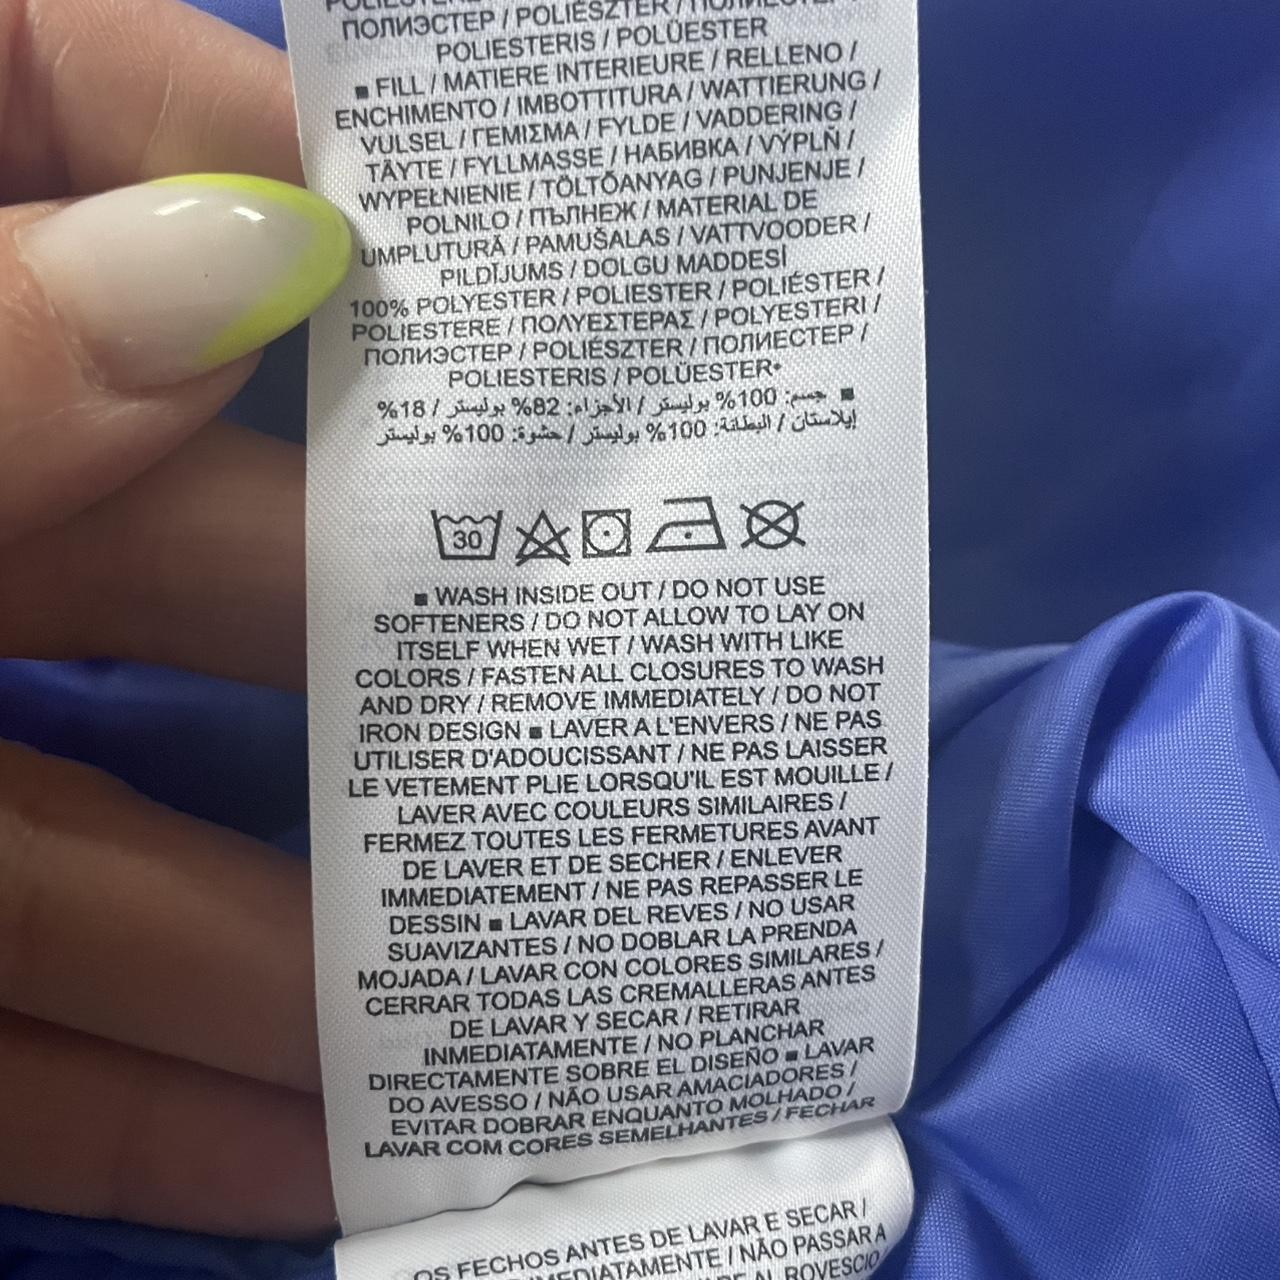 ПОЛИЭСТЕР / POLIÉSZTER / ПОЛИЕСТЕР /
POLIESTERIS / POLÜESTER
■ FILL / MATIERE INTERIEURE / RELLENO /
ENCHIMENTO / IMBOTTITURA / WATTIERUNG /
VULSEL / ΓΕΜΙΣΜΑ / FYLDE / VADDERING /
TÄYTE / FYLLMASSE / НАБИВКА / VÝPLŇ /
WYPEŁNIENIE / TÖLTŐANYAG / PUNJENJE /
POLNILO / ПЪЛНЕЖ / MATERIAL DE
UMPLUTURĂ / PAMUŠALAS / VATTVOODER /
PILDĪJUMS / DOLGU MADDESİ
100% POLYESTER / POLIESTER / POLIÉSTER /
POLIESTERE / ΠΟΛΥΕΣΤΕΡΑΣ / POLYESTERI /
ПОЛИЭСТЕР / POLIÉSZTER / ПОЛИЕСТЕР /
POLIESTERIS / POLÜESTER•
■ جسم: 100% بوليستر / الأجزاء: 82% بوليستر / 18%
إيلاستان / البطانة: 100% بوليستر / حشوة: 100% بوليستر
30
■ WASH INSIDE OUT / DO NOT USE
SOFTENERS / DO NOT ALLOW TO LAY ON
ITSELF WHEN WET / WASH WITH LIKE
COLORS / FASTEN ALL CLOSURES TO WASH
AND DRY / REMOVE IMMEDIATELY / DO NOT
IRON DESIGN ■ LAVER A L'ENVERS / NE PAS
UTILISER D'ADOUCISSANT / NE PAS LAISSER
LE VETEMENT PLIE LORSQU'IL EST MOUILLE /
LAVER AVEC COULEURS SIMILAIRES /
FERMEZ TOUTES LES FERMETURES AVANT
DE LAVER ET DE SECHER / ENLEVER
IMMEDIATEMENT / NE PAS REPASSER LE
DESSIN ■ LAVAR DEL REVES / NO USAR
SUAVIZANTES / NO DOBLAR LA PRENDA
MOJADA / LAVAR CON COLORES SIMILARES /
CERRAR TODAS LAS CREMALLERAS ANTES
DE LAVAR Y SECAR / RETIRAR
INMEDIATAMENTE / NO PLANCHAR
DIRECTAMENTE SOBRE EL DISEÑO ■ LAVAR
DO AVESSO / NÃO USAR AMACIADORES /
EVITAR DOBRAR ENQUANTO MOLHADO /
LAVAR COM CORES SEMELHANTES / FECHAR
OS FECHOS ANTES DE LAVAR E SECAR /
/ NÃO PASSAR A
AL ROVESCIO